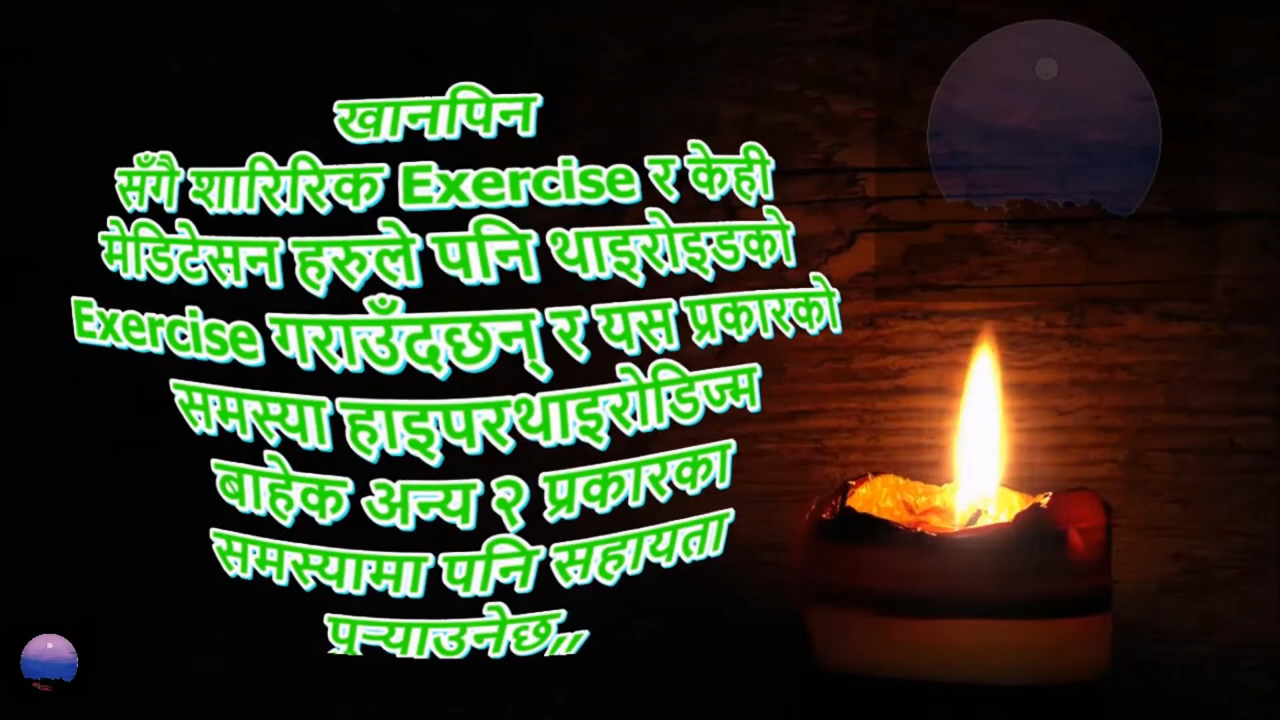 खानपिन
सँगै शारिरिक Exercise र केही
मेडिटेसन हरुले पनि थाइरोइडको
Exercise गराउँदछन् र यस प्रकारको
समस्या हाइपरथाइरोडिज्म
बाहेक अन्य २ प्रकारका
समस्यामा पनि सहायता
पुर्‍याउनेछ,,